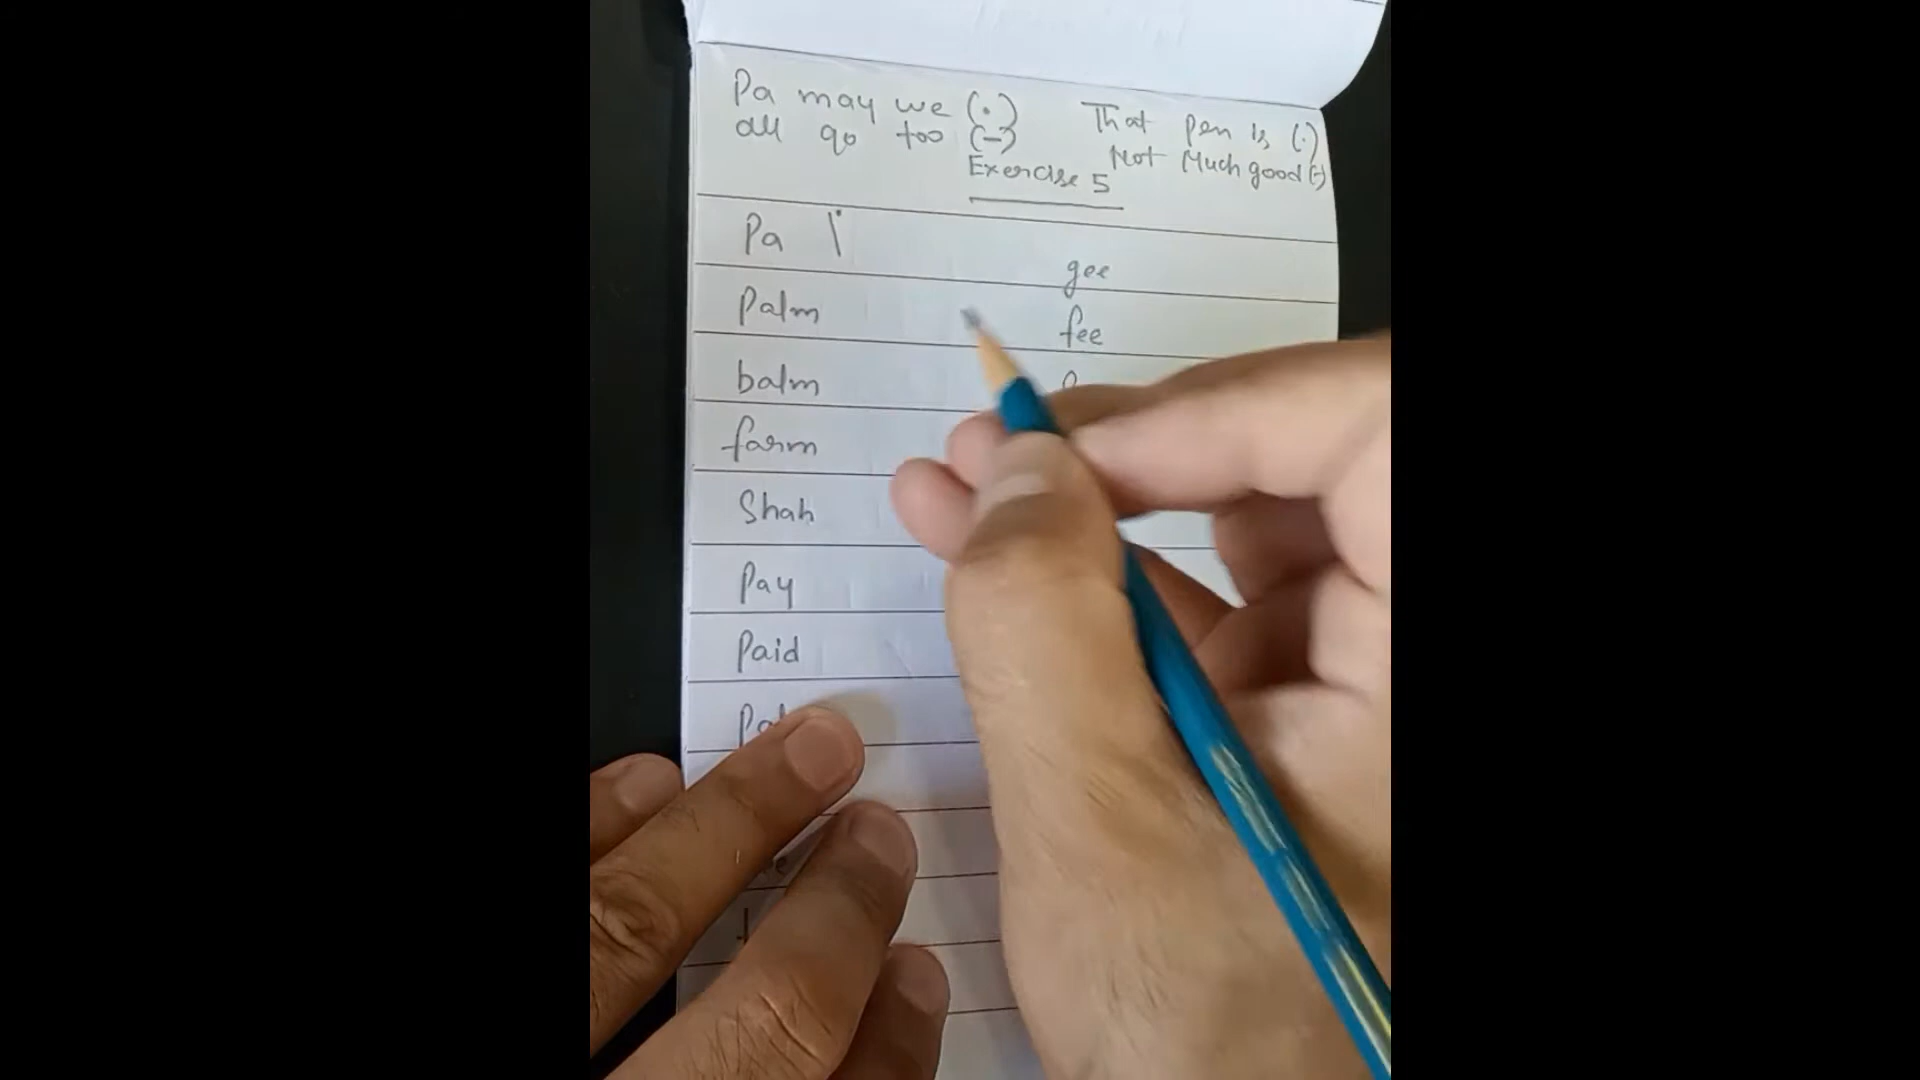 Pa may we (.) That pen is (.)
all go too (-) Not Much good (-)
Exercise 5
Pa
gee
Palm
fee
balm
farm
Shah
Pay
Paid